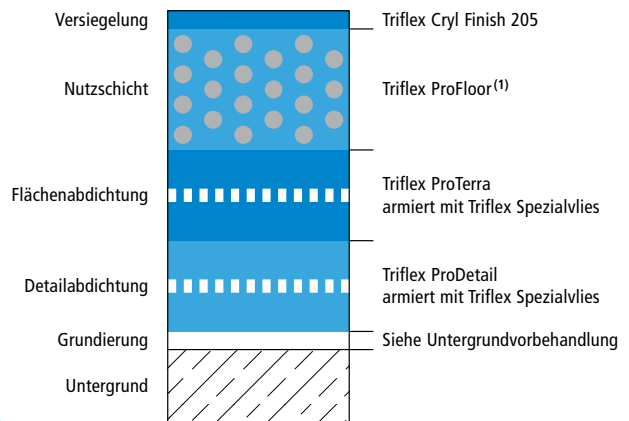 Versiegelung
Triflex Cryl Finish 205
Nutzschicht
Triflex ProFloor(1)
Flächenabdichtung
Triflex ProTerra
armiert mit Triflex Spezialvlies
Detailabdichtung
Triflex ProDetail
armiert mit Triflex Spezialvlies
Grundierung
Siehe Untergrundvorbehandlung
Untergrund